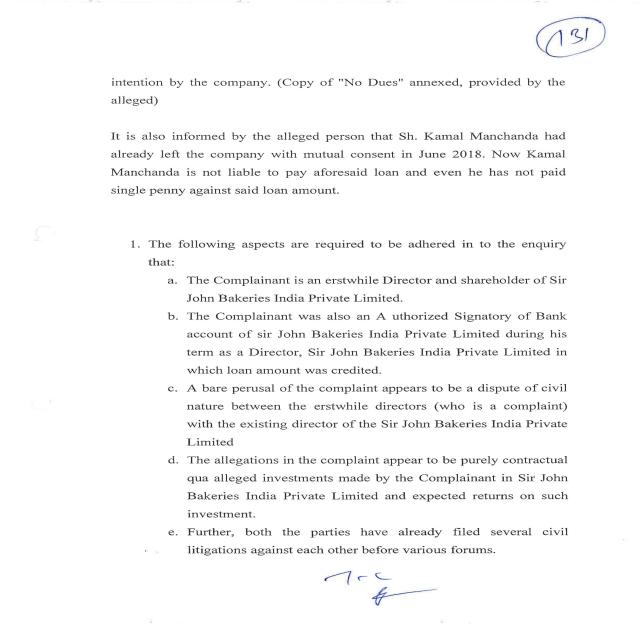 131
intention by the company. (Copy of "No Dues" annexed, provided by the
alleged)
It is also informed by the alleged person that Sh. Kamal Manchanda had
already left the company with mutual consent in June 2018. Now Kamal
Manchanda is not liable to pay aforesaid loan and even he has not paid
single penny against said loan amount.
1. The following aspects are required to be adhered in to the enquiry
that:
a. The Complainant is an erstwhile Director and shareholder of Sir
John Bakeries India Private Limited.
b. The Complainant was also an A uthorized Signatory of Bank
account of sir John Bakeries India Private Limited during his
term as a Director, Sir John Bakeries India Private Limited in
which loan amount was credited.
c. A bare perusal of the complaint appears to be a dispute of civil
nature between the erstwhile directors (who is a complaint)
with the existing director of the Sir John Bakeries India Private
Limited
d. The allegations in the complaint appear to be purely contractual
qua alleged investments made by the Complainant in Sir John
Bakeries India Private Limited and expected returns on such
investment.
e. Further, both the parties have already filed several civil
litigations against each other before various forums.